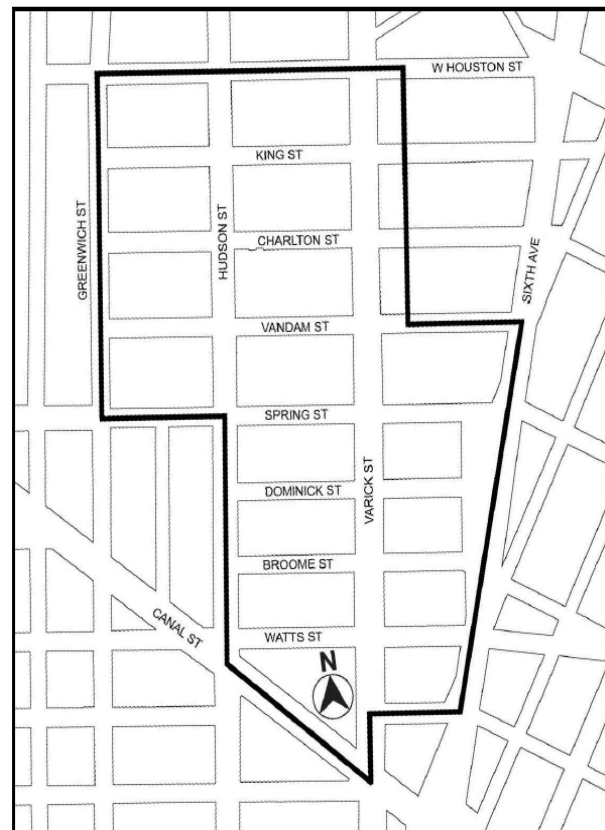 W HOUSTON ST
KING ST
GREENWICH ST
HUDSON ST
CHARLTON ST
SIXTH AVE
VANDAM ST
SPRING ST
VARICK ST
DOMINICK ST
BROOME ST
CANAL ST
WATTS ST
N